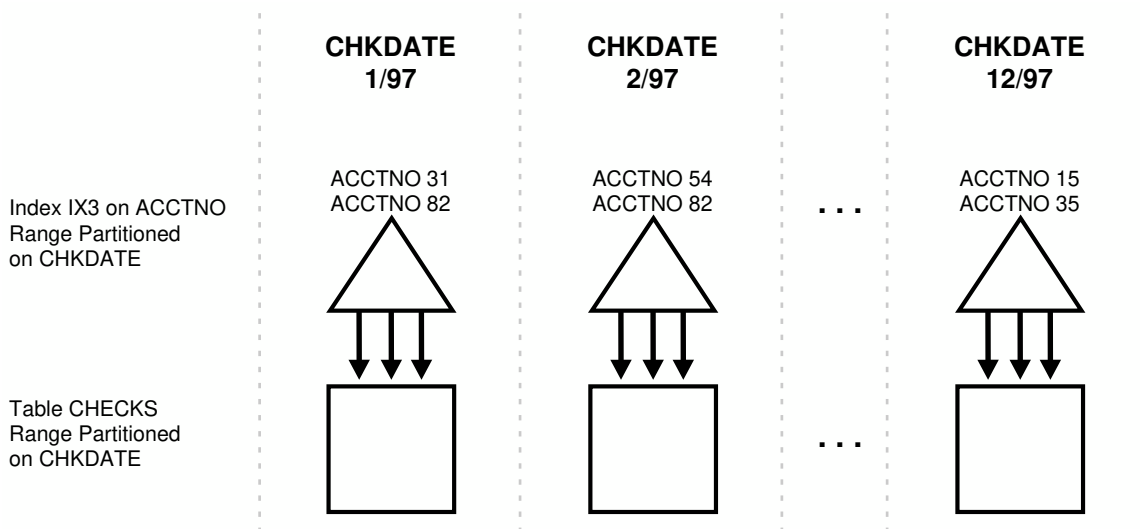 CHKDATE
1/97
CHKDATE
2/97
CHKDATE
12/97
Index IX3 on ACCTNO
Range Partitioned
on CHKDATE
ACCTNO 31
ACCTNO 82
ACCTNO 54
ACCTNO 82
. . .
ACCTNO 15
ACCTNO 35
Table CHECKS
Range Partitioned
on CHKDATE
. . .